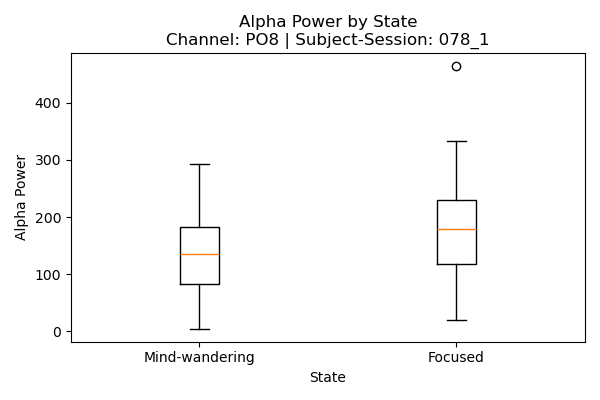 Alpha Power by State
Channel: PO8 | Subject-Session: 078_1
Alpha Power
400
300
200
100
0
Mind-wandering
Focused
State